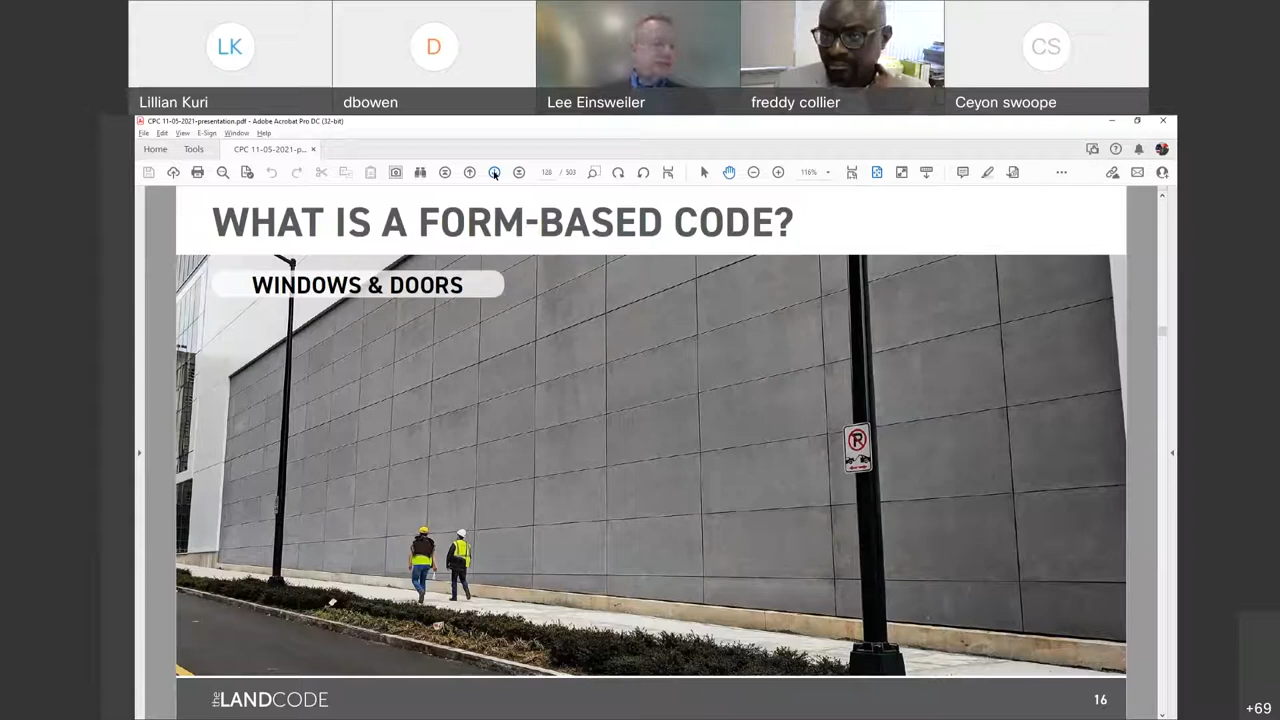 LK
D
CS
Lillian Kuri
dbowen
Lee Einsweiler
freddy collier
Ceyon swoope
CPC 11-05-2021-presentation.pdf - Adobe Acrobat Pro DC (32-bit)
File Edit View E-Sign Window Help
Home Tools CPC 11-05-2021-p... ×
128 / 503
116%
WHAT IS A FORM-BASED CODE?
WINDOWS & DOORS
P
the LANDCODE
16
+69